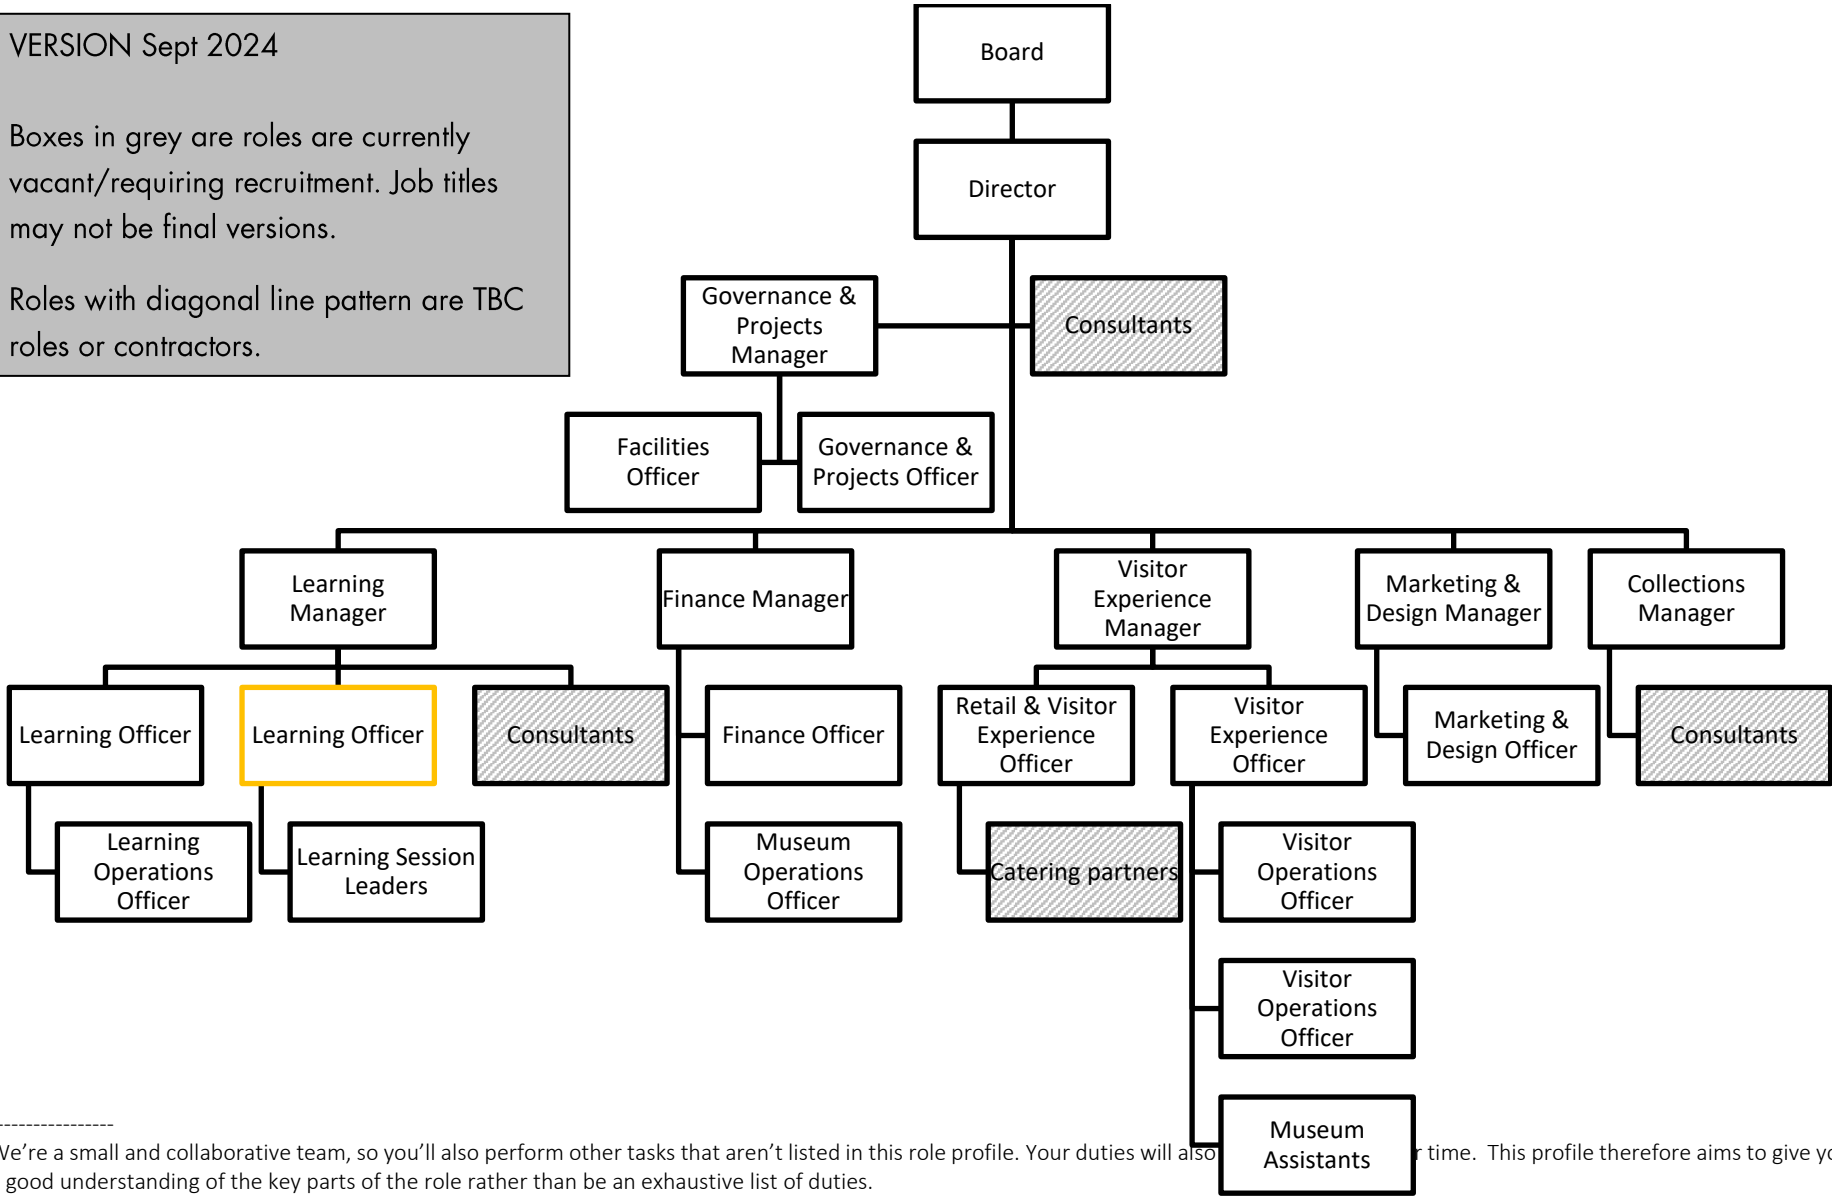 VERSION Sept 2024
Boxes in grey are roles are currently
vacant/requiring recruitment. Job titles
may not be final versions.
Roles with diagonal line pattern are TBC
roles or contractors.
Board
Director
Governance &
Projects
Manager
Consultants
Facilities
Officer
Governance &
Projects Officer
Learning
Manager
Finance Manager
Visitor
Experience
Manager
Marketing &
Design Manager
Collections
Manager
Learning Officer
Learning Officer
Consultants
Finance Officer
Retail & Visitor
Experience
Officer
Visitor
Experience
Officer
Marketing &
Design Officer
Consultants
Learning
Operations
Officer
Learning Session
Leaders
Museum
Operations
Officer
Catering partners
Visitor
Operations
Officer
Visitor
Operations
Officer
Museum
Assistants
----------------
We’re a small and collaborative team, so you’ll also perform other tasks that aren’t listed in this role profile. Your duties will also time. This profile therefore aims to give
good understanding of the key parts of the role rather than be an exhaustive list of duties.